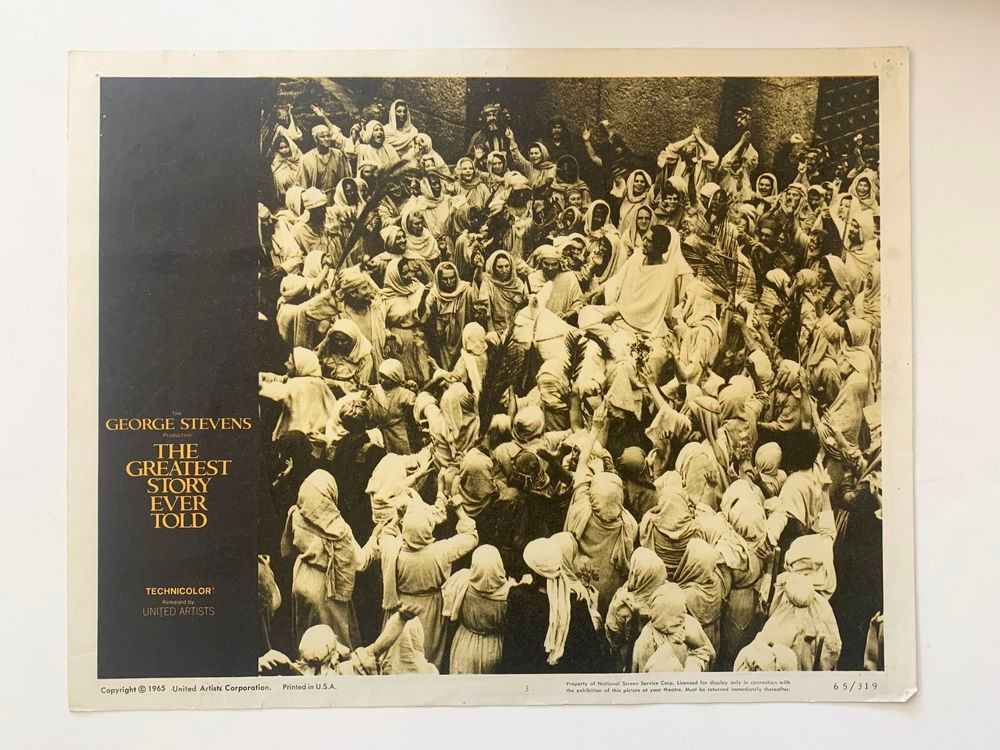 The
GEORGE STEVENS
Production
THE
GREATEST
STORY
EVER
TOLD
TECHNICOLOR®
Released by
UNITED ARTISTS
Copyright © 1965 United Artists Corporation. Printed in U.S.A.
3
Property of National Screen Service Corp. Licensed for display only in connection with
the exhibition of this picture at your theatre. Must be returned immediately thereafter.
65/319